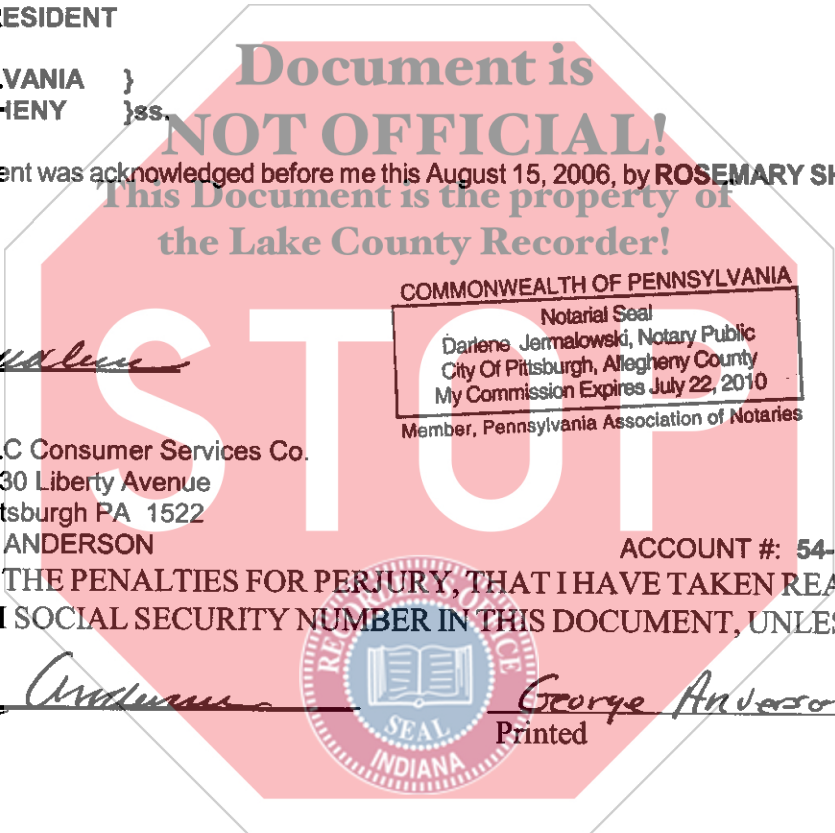 RESIDENT
Document is
LVANIA }
HENY }ss.
NOT OFFICIAL!
ent was acknowledged before me this August 15, 2006, by ROSEMARY SH
This Document is the property of
the Lake County Recorder!
COMMONWEALTH OF PENNSYLVANIA
Notarial Seal
Darlene Jermalowski, Notary Public
City Of Pittsburgh, Allegheny County
My Commission Expires July 22, 2010
Member, Pennsylvania Association of Notaries
STOP
C Consumer Services Co.
30 Liberty Avenue
tsburgh PA 1522
ANDERSON
ACCOUNT #: 54-
THE PENALTIES FOR PERJURY, THAT I HAVE TAKEN REA
SOCIAL SECURITY NUMBER IN THIS DOCUMENT, UNLES
RECORDER'S OFFICE
SEAL
INDIANA
Anderson
George Anderso
Printed